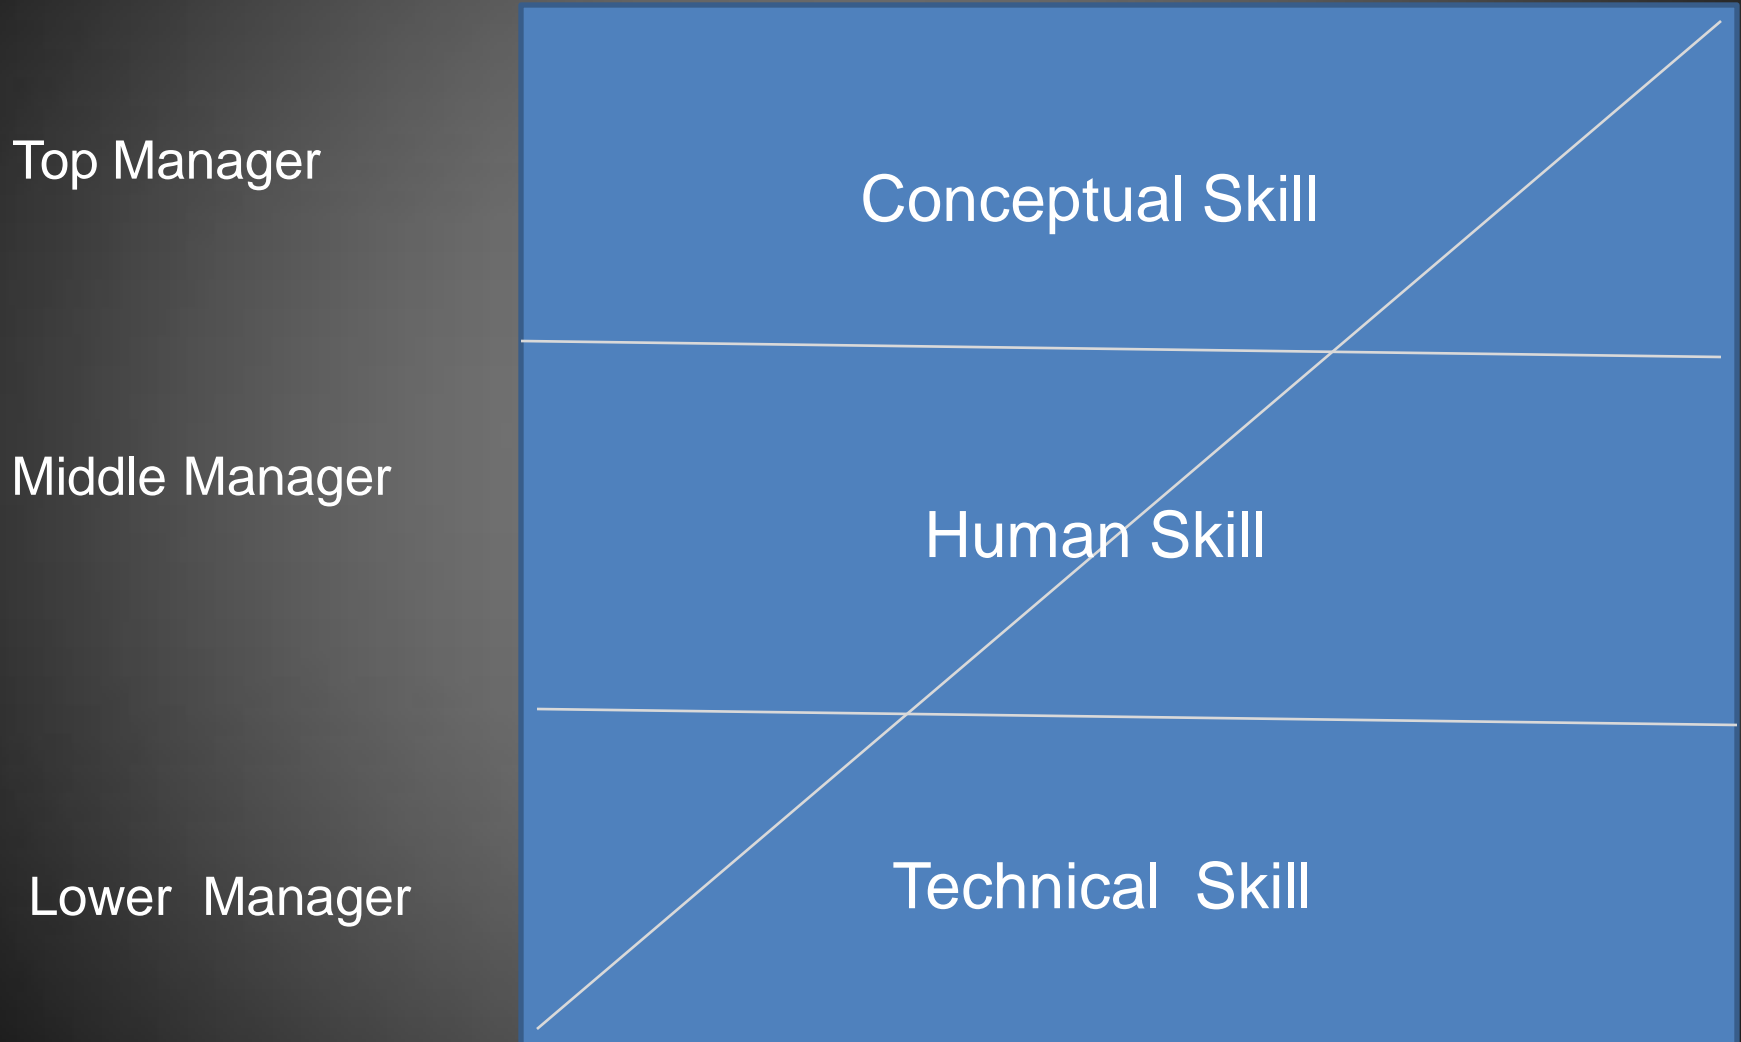 Top Manager
Conceptual Skill
Middle Manager
Human Skill
Lower  Manager
Technical  Skill